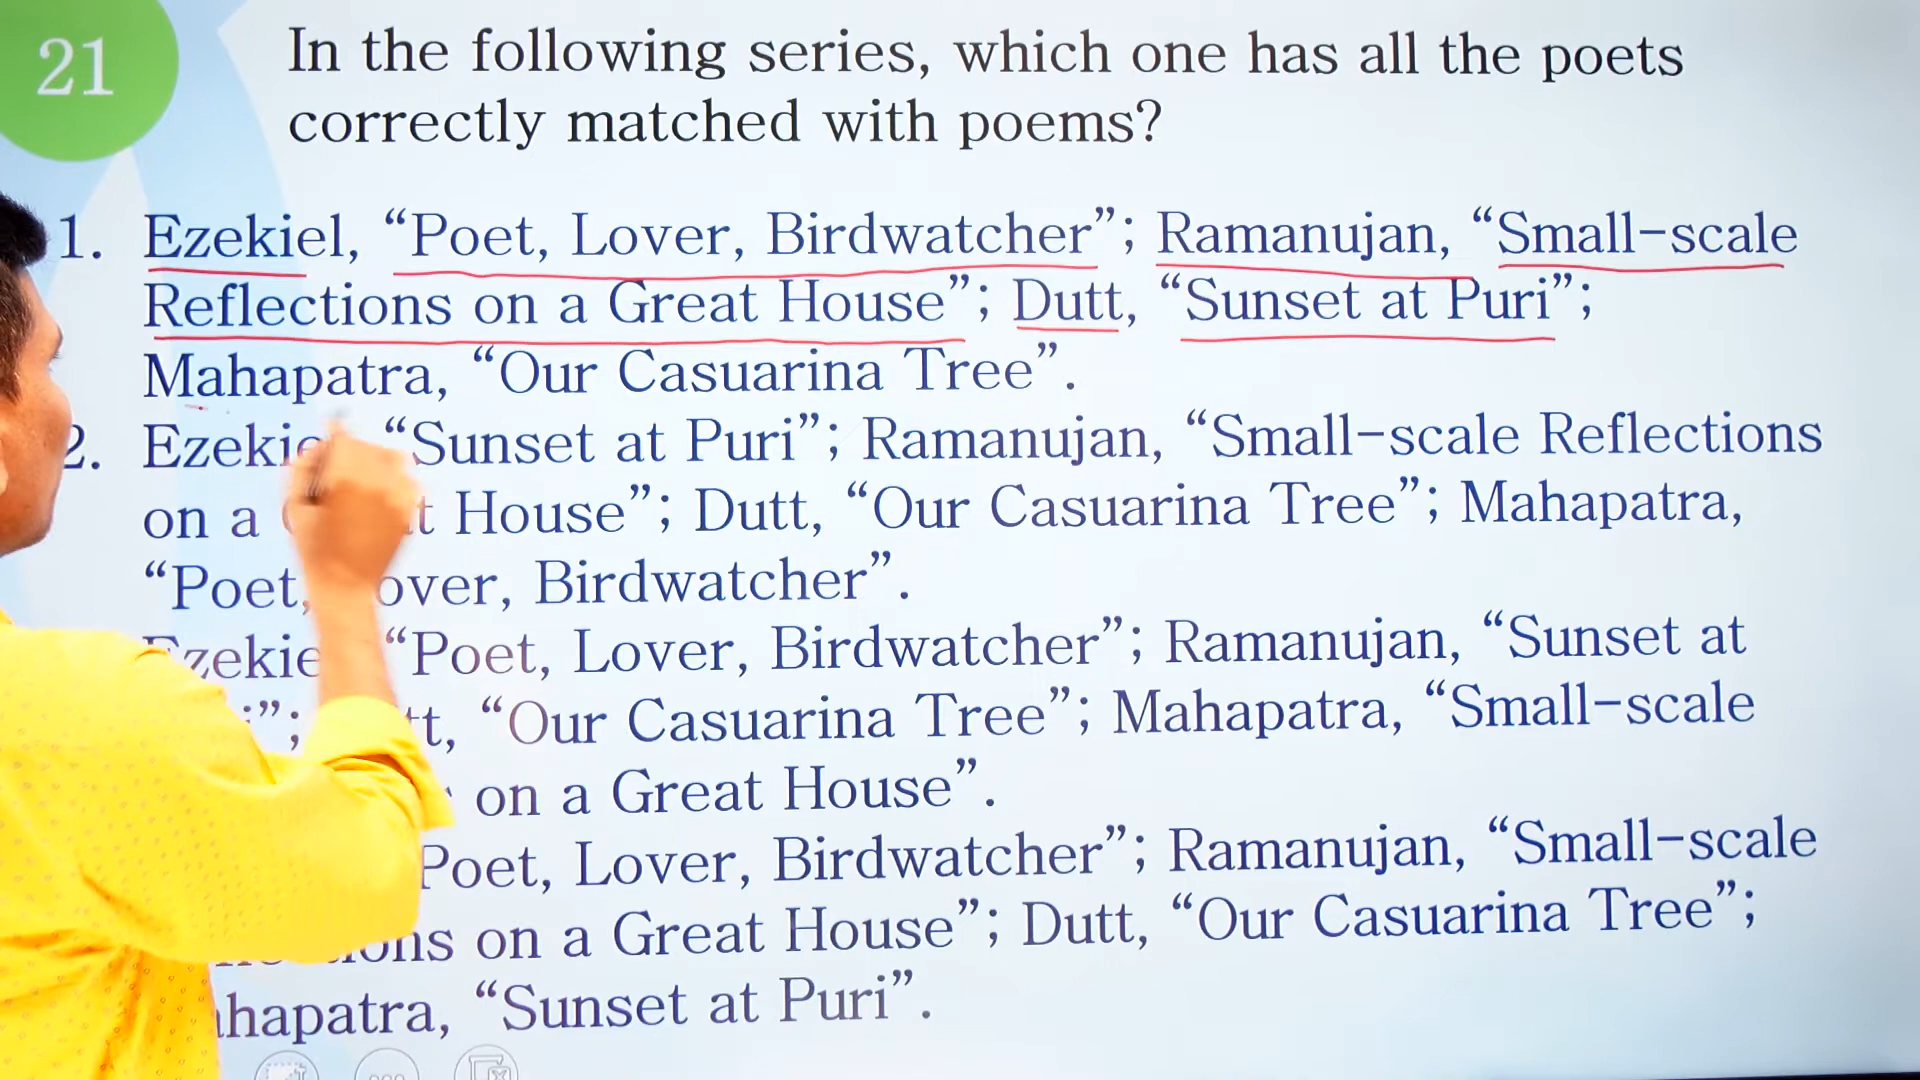 21
In the following series, which one has all the poets
correctly matched with poems?
1. Ezekiel, “Poet, Lover, Birdwatcher”; Ramanujan, “Small-scale
Reflections on a Great House”; Dutt, “Sunset at Puri”;
Mahapatra, “Our Casuarina Tree”.
2. “Sunset at Puri”; Ramanujan, “Small-scale Reflections
on a House”; Dutt, “Our Casuarina Tree”; Mahapatra,
“Poet, Birdwatcher”.
“Poet, Lover, Birdwatcher”; Ramanujan, “Sunset at
“Our Casuarina Tree”; Mahapatra, “Small-scale
on a Great House”.
Poet, Lover, Birdwatcher”; Ramanujan, “Small-scale
on a Great House”; Dutt, “Our Casuarina Tree”;
“Sunset at Puri”.